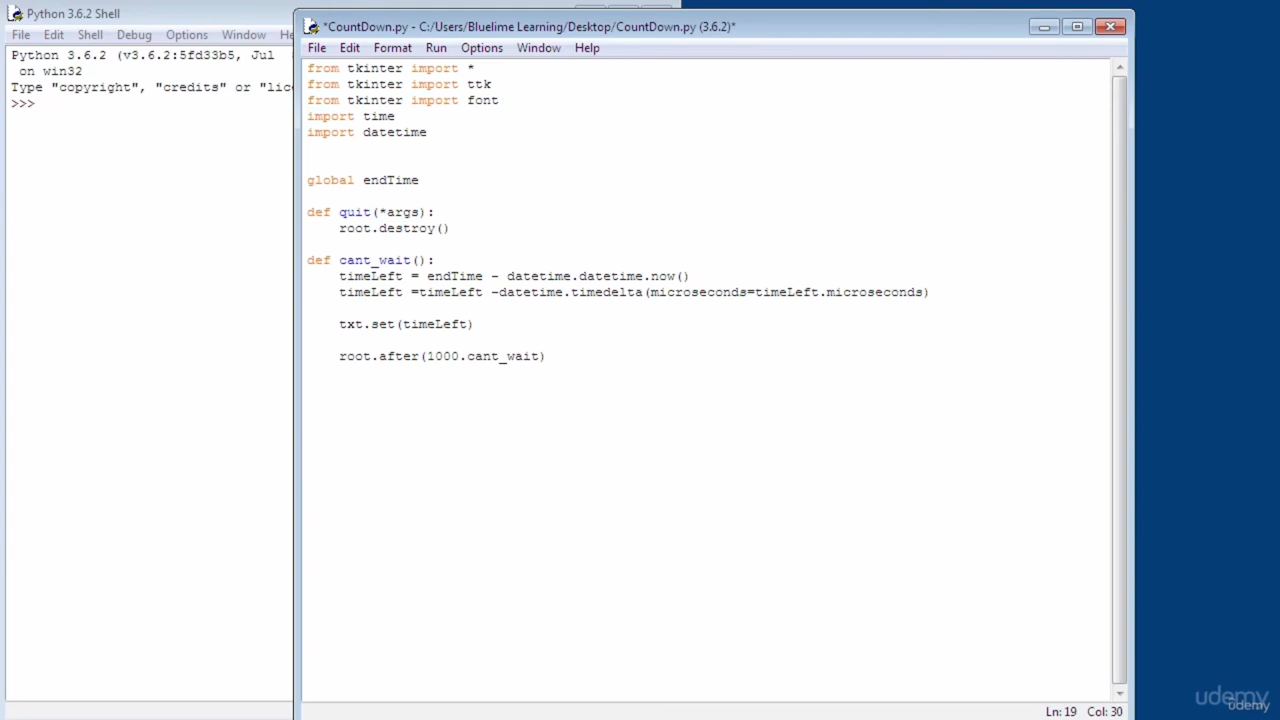 Python 3.6.2 Shell
File Edit Shell Debug Options Window He
Python 3.6.2 (v3.6.2:5fd33b5, Jul
on win32
Type "copyright", "credits" or "lic
>>>
*CountDown.py - C:/Users/Bluelime Learning/Desktop/CountDown.py (3.6.2)*
File Edit Format Run Options Window Help
from tkinter import *
from tkinter import ttk
from tkinter import font
import time
import datetime
global endTime
def quit(*args):
    root.destroy()
def cant_wait():
    timeLeft = endTime - datetime.datetime.now()
    timeLeft =timeLeft -datetime.timedelta(microseconds=timeLeft.microseconds)
    txt.set(timeLeft)
    root.after(1000.cant_wait)
Ln: 19 Col: 30
udemy
udemy